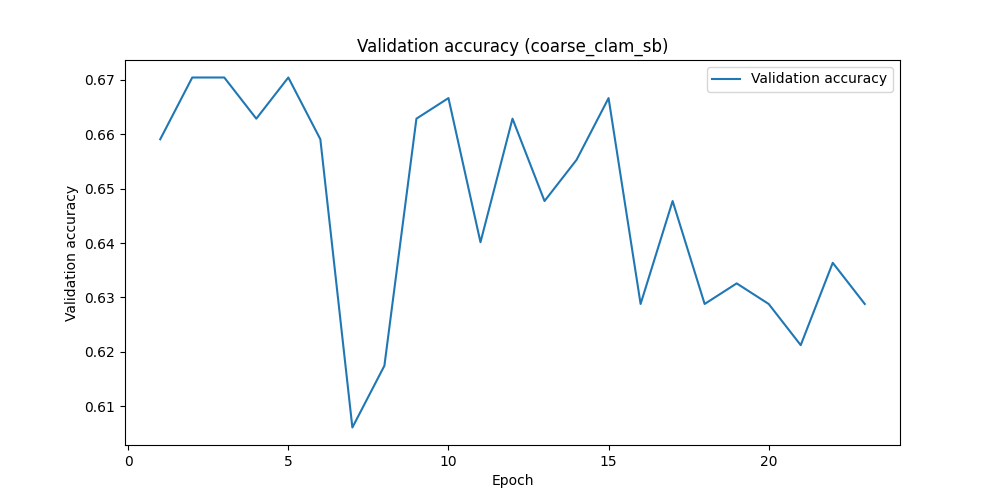 Validation accuracy (coarse_clam_sb)
Validation accuracy
0.67
0.66
0.65
0.64
0.63
0.62
0.61
Validation accuracy
0 5 10 15 20
Epoch